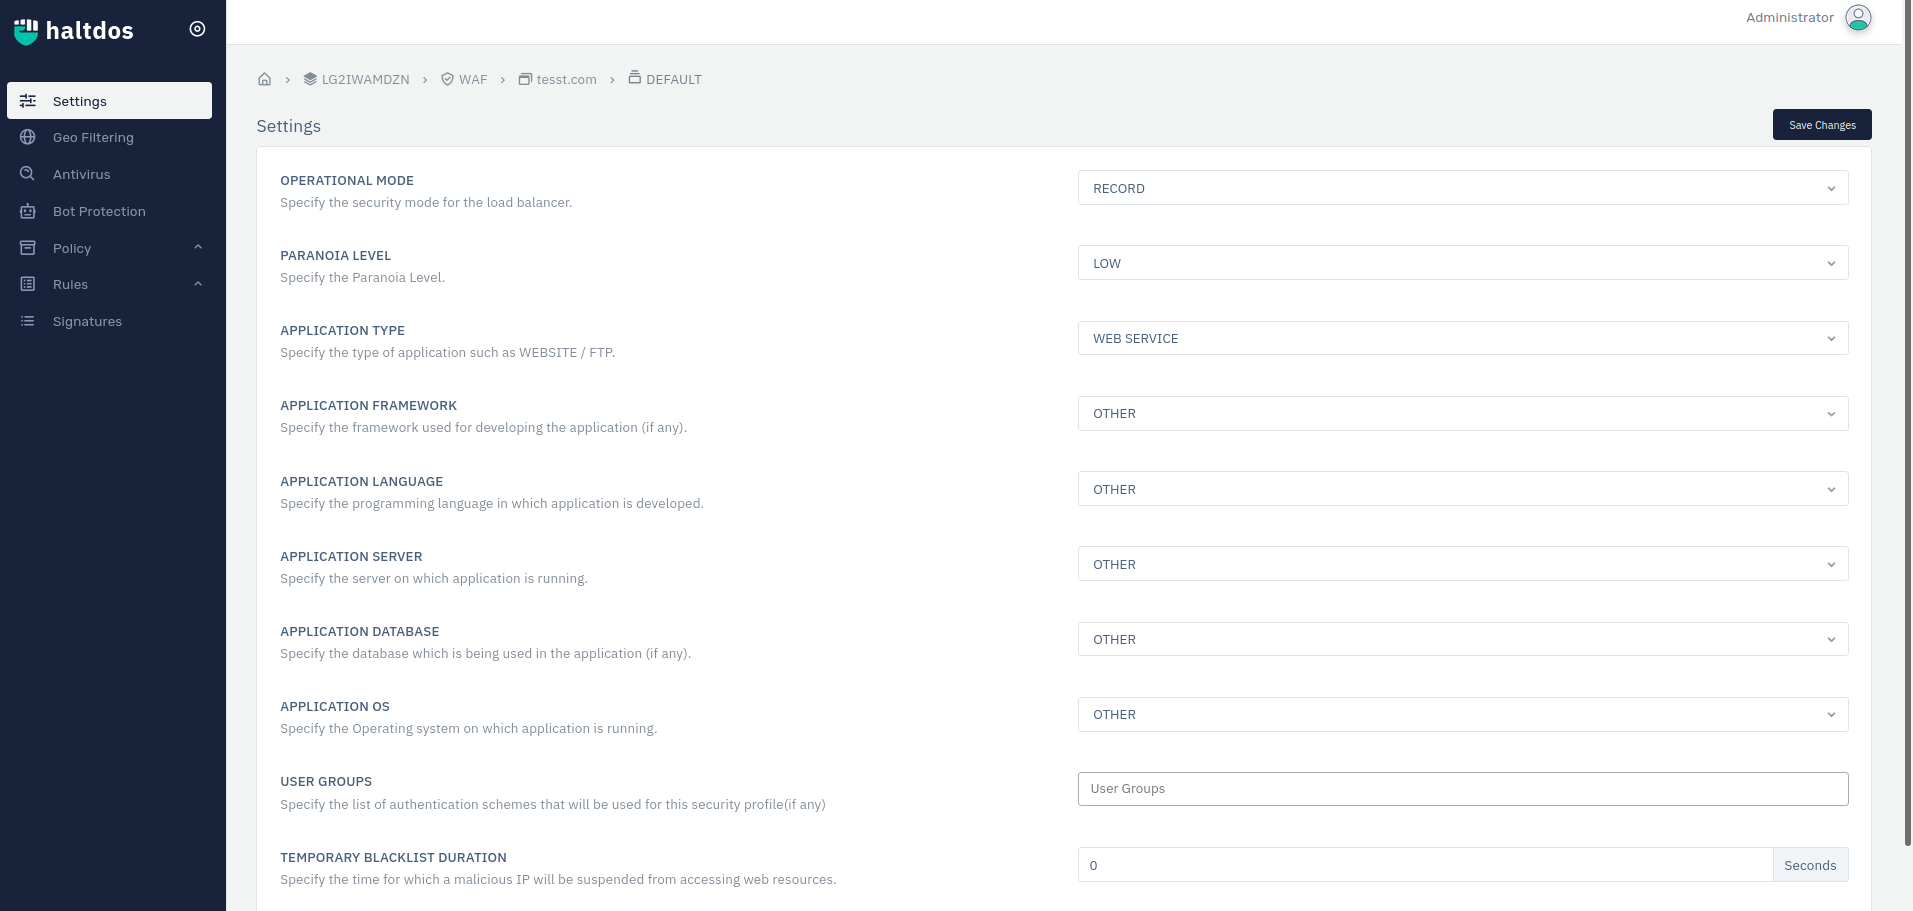 haltdos
Administrator
LG2IWAMDZN
WAF
tesst.com
DEFAULT
Settings
Geo Filtering
Antivirus
Bot Protection
Policy
Rules
Signatures
Settings
Save Changes
OPERATIONAL MODE
Specify the security mode for the load balancer.
RECORD
PARANOIA LEVEL
Specify the Paranoia Level.
LOW
APPLICATION TYPE
Specify the type of application such as WEBSITE / FTP.
WEB SERVICE
APPLICATION FRAMEWORK
Specify the framework used for developing the application (if any).
OTHER
APPLICATION LANGUAGE
Specify the programming language in which application is developed.
OTHER
APPLICATION SERVER
Specify the server on which application is running.
OTHER
APPLICATION DATABASE
Specify the database which is being used in the application (if any).
OTHER
APPLICATION OS
Specify the Operating system on which application is running.
OTHER
USER GROUPS
Specify the list of authentication schemes that will be used for this security profile(if any)
User Groups
TEMPORARY BLACKLIST DURATION
Specify the time for which a malicious IP will be suspended from accessing web resources.
0
Seconds